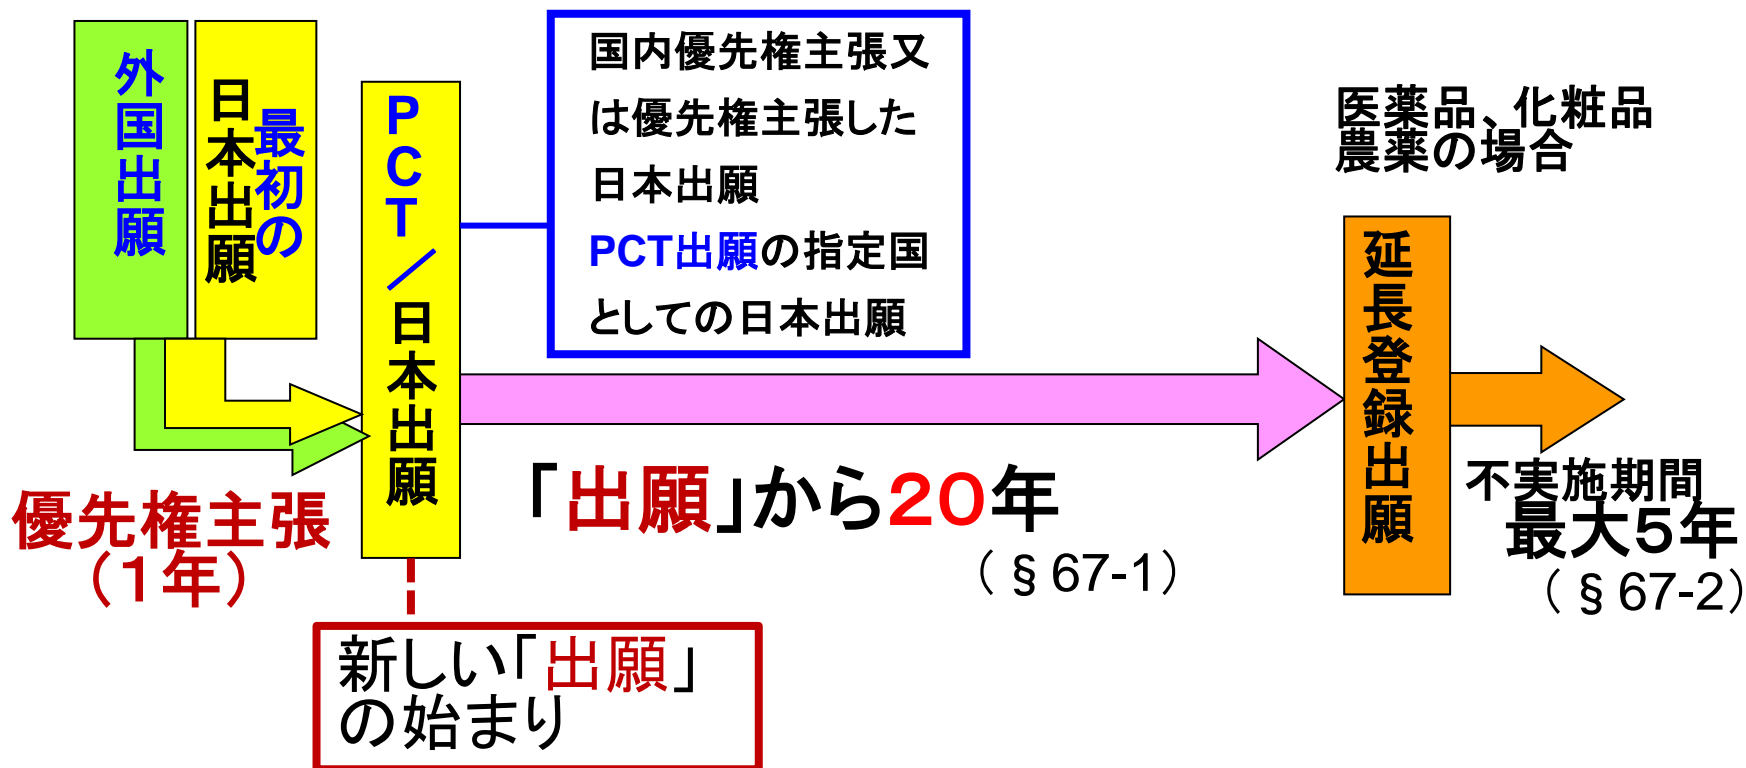 外国出願
最初の
日本出願
PCT／日本出願
国内優先権主張又
は優先権主張した
日本出願
PCT出願の指定国
としての日本出願
医薬品、化粧品
農薬の場合
延長登録出願
優先権主張
（１年）
「出願」から２０年
（§67-1）
不実施期間
最大５年
（§67-2）
新しい「出願」
の始まり